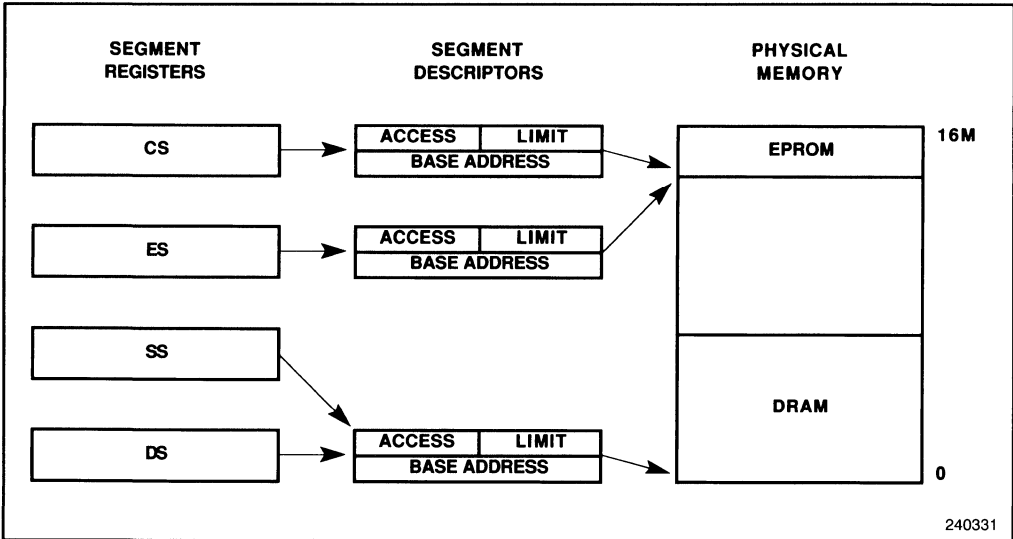 SEGMENT
REGISTERS
SEGMENT
DESCRIPTORS
PHYSICAL
MEMORY
CS
ACCESS
LIMIT
BASE ADDRESS
EPROM
16M
ES
ACCESS
LIMIT
BASE ADDRESS
SS
DS
ACCESS
LIMIT
BASE ADDRESS
DRAM
0
240331